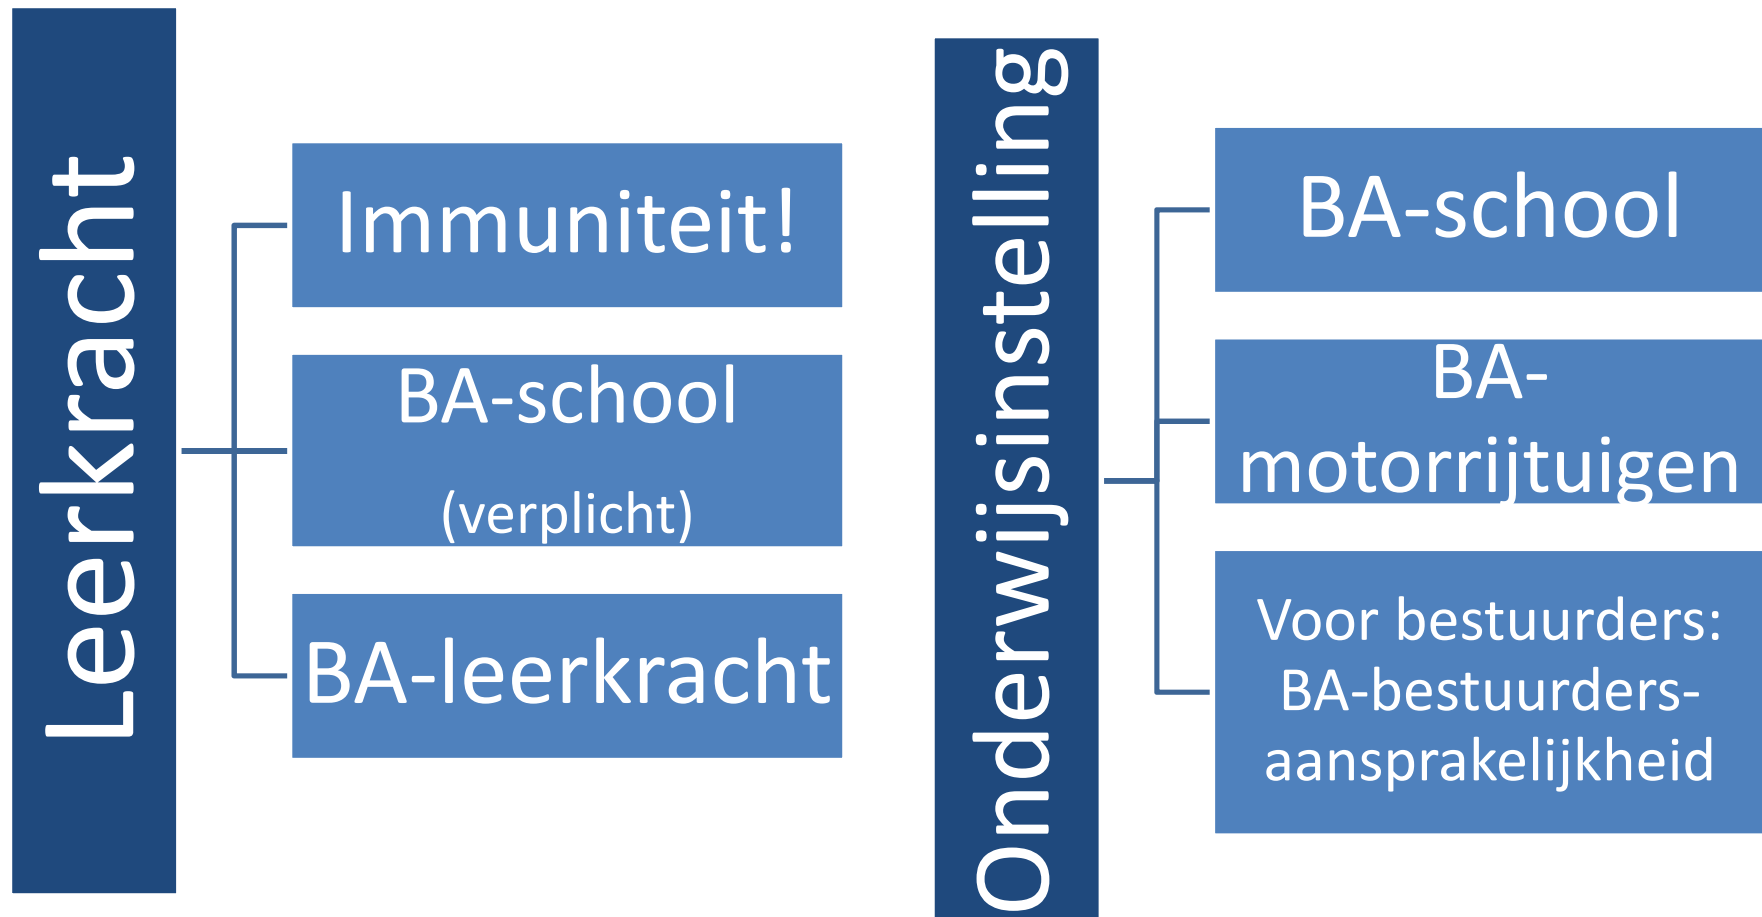 Leerkracht
Immuniteit!
BA-school
(verplicht)
BA-leerkracht
Onderwijsinstelling
BA-school
BA-
motorrijtuigen
Voor bestuurders:
BA-bestuurders-
aansprakelijkheid